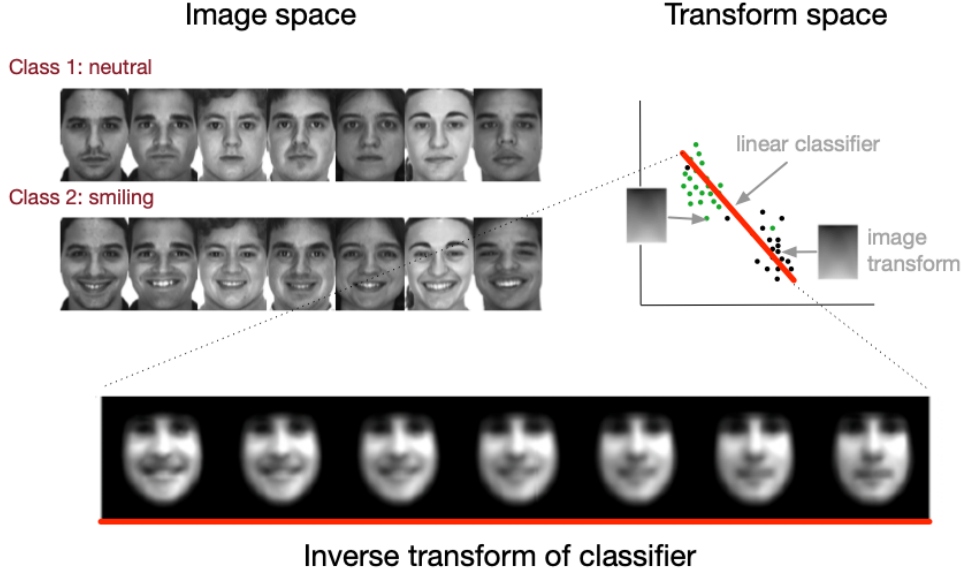 Image space
Transform space
Class 1: neutral
Class 2: smiling
linear classifier
image
transform
Inverse transform of classifier